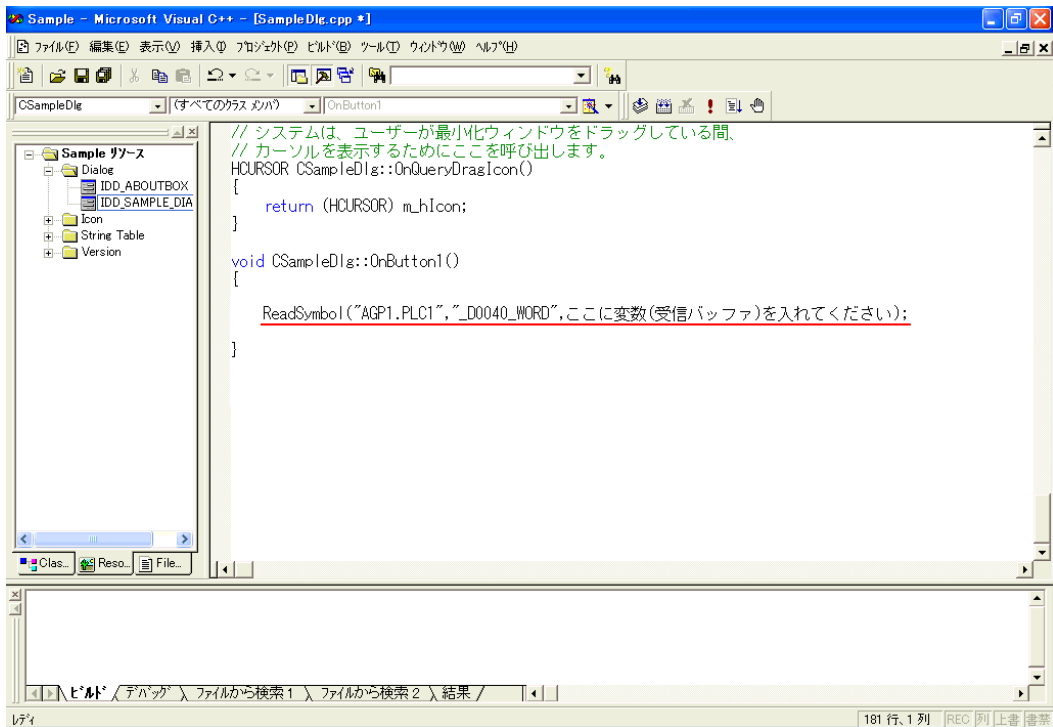 Sample - Microsoft Visual C++ - [SampleDlg.cpp *]
ファイル(F) 編集(E) 表示(V) 挿入(I) プロジェクト(P) ビルド(B) ツール(T) ウィンドウ(W) ヘルプ(H)
CSampleDlg (すべてのクラス メンバ) OnButton1
Sample リソース
Dialog
IDD_ABOUTBOX
IDD_SAMPLE_DIA
Icon
String Table
Version
Clas... Reso... File...
// システムは、ユーザーが最小化ウィンドウをドラッグしている間、
// カーソルを表示するためにここを呼び出します。
HCURSOR CSampleDlg::OnQueryDragIcon()
{
return (HCURSOR) m_hIcon;
}
void CSampleDlg::OnButton1()
{
ReadSymbol("AGP1.PLC1","_D0040_WORD",ここに変数(受信バッファ)を入れてください);
}
ビルド デバッグ ファイルから検索 1 ファイルから検索 2 結果
レディ 181 行、1 列 REC 列 上書 書禁